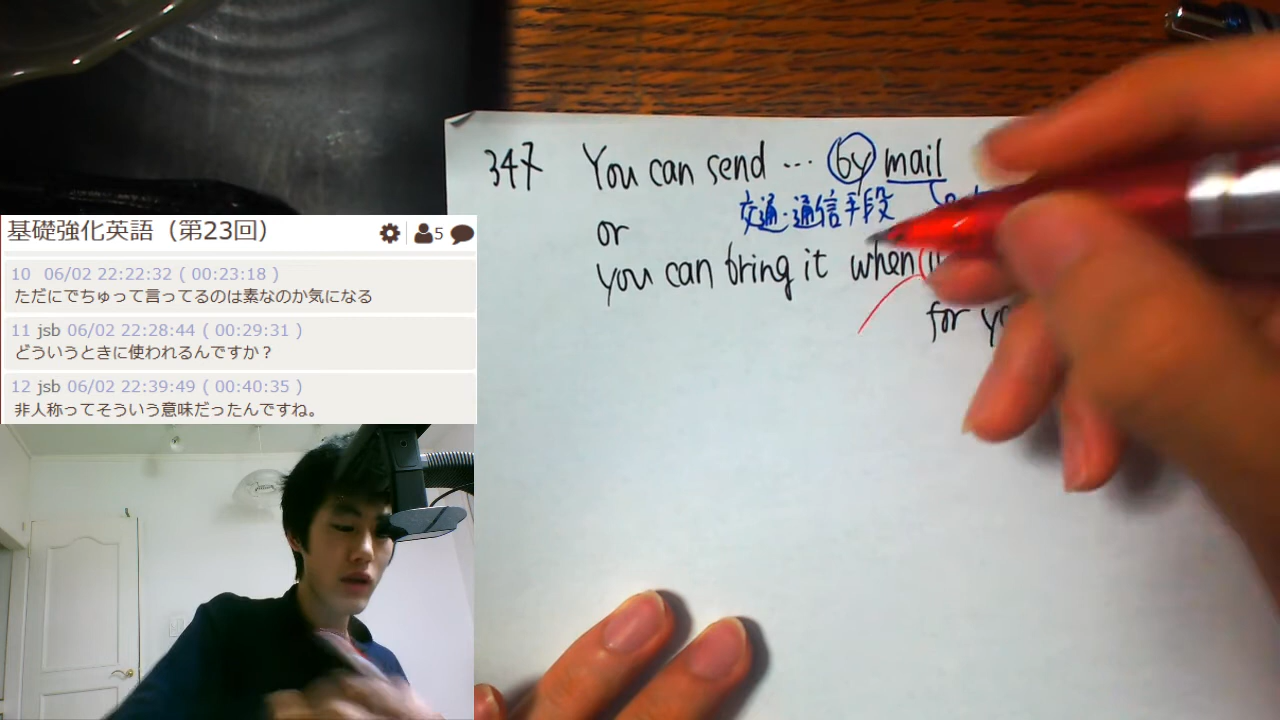 基礎強化英語（第23回）
5
10 06/02 22:22:32 ( 00:23:18 )
ただにでちゅって言ってるのは素なのか気になる
11 jsb 06/02 22:28:44 ( 00:29:31 )
どういうときに使われるんですか？
12 jsb 06/02 22:39:49 ( 00:40:35 )
非人称ってそういう意味だったんですね。
347 You can send … by mail
交通・通信手段
or
you can bring it when
for